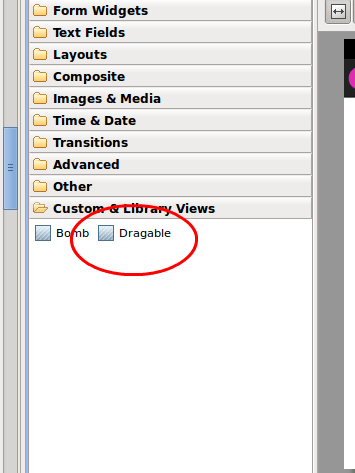 Form Widgets
Text Fields
Layouts
Composite
Images & Media
Time & Date
Transitions
Advanced
Other
Custom & Library Views
Bomb Dragable